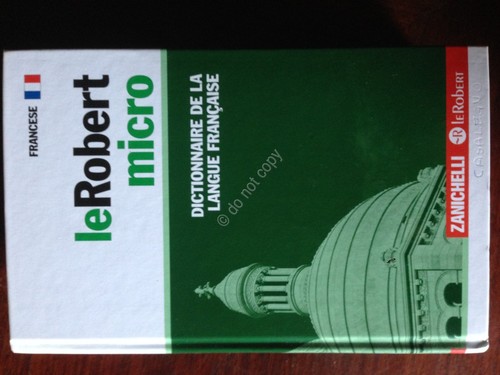 FRANCESE
leRobert
micro
DICTIONNAIRE DE LA
LANGUE FRANÇAISE
© do not copy
ZANICHELLI
LE ROBERT